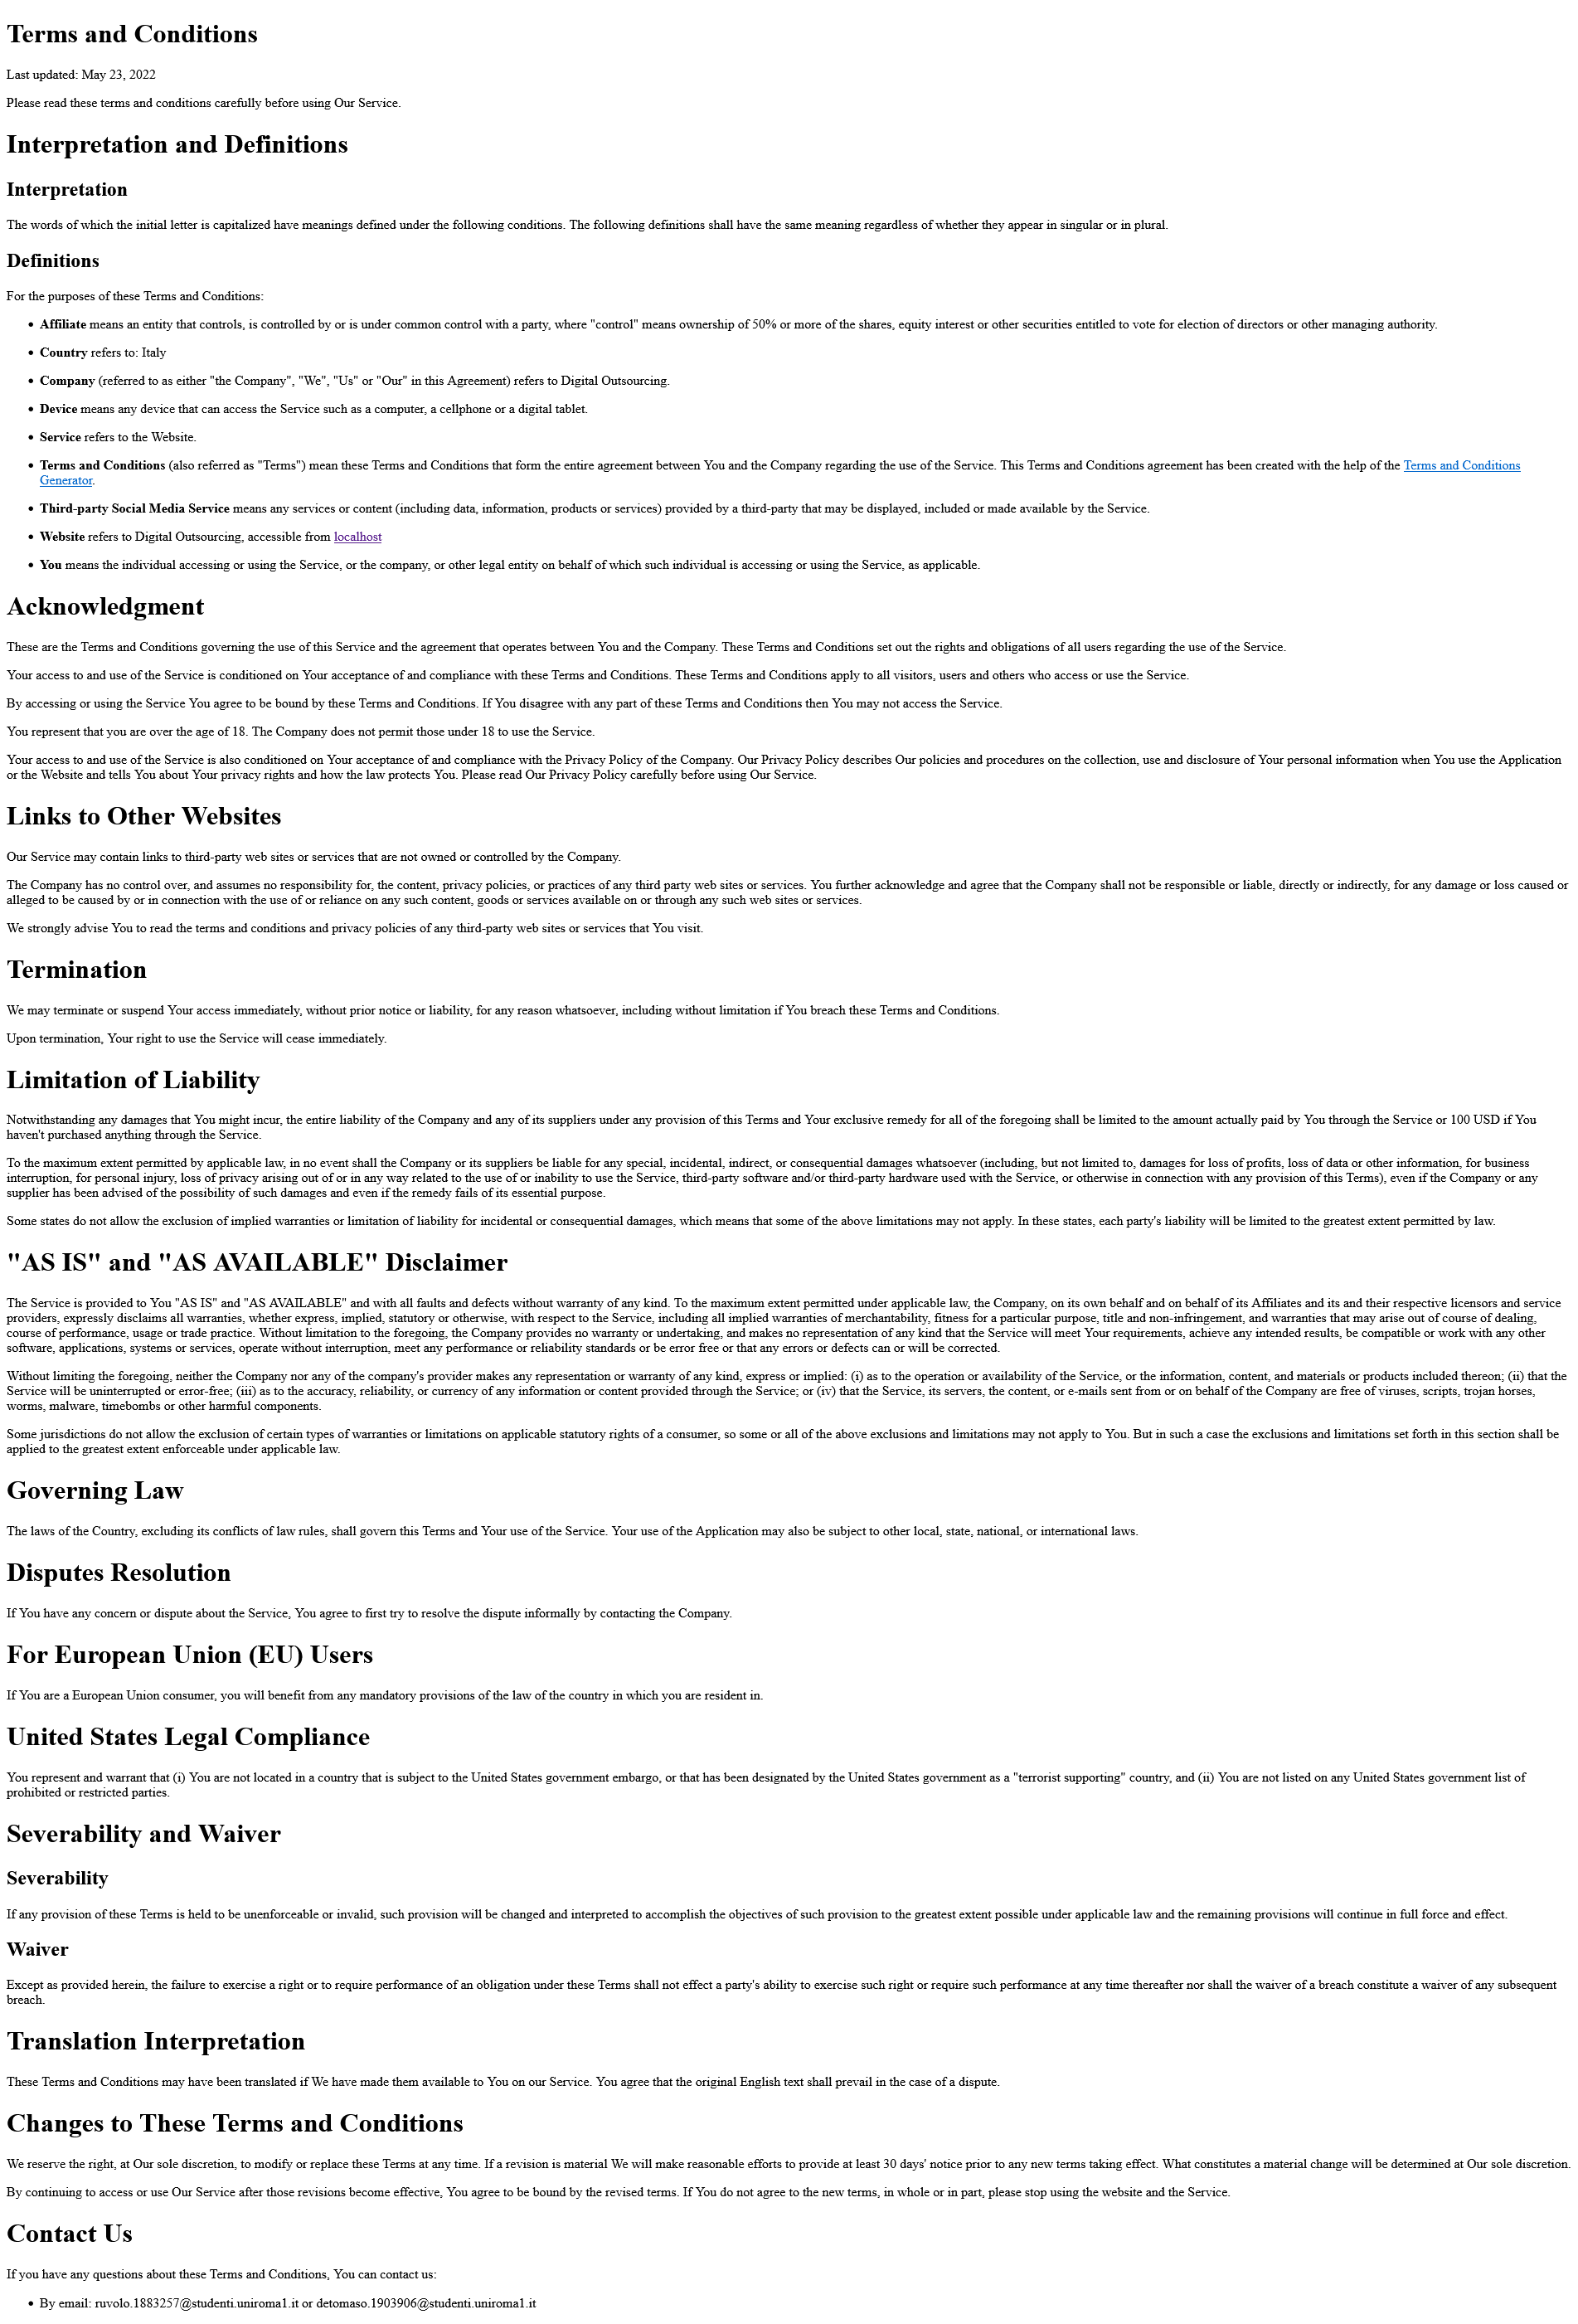 Terms and Conditions
Last updated: May 23, 2022
Please read these terms and conditions carefully before using Our Service.
Interpretation and Definitions
Interpretation
The words of which the initial letter is capitalized have meanings defined under the following conditions. The following definitions shall have the same meaning regardless of whether they appear in singular or in plural.
Definitions
For the purposes of these Terms and Conditions:
• Affiliate means an entity that controls, is controlled by or is under common control with a party, where "control" means ownership of 50% or more of the shares, equity interest or other securities entitled to vote for election of directors or other managing authority.
• Country refers to: Italy
• Company (referred to as either "the Company", "We", "Us" or "Our" in this Agreement) refers to Digital Outsourcing.
• Device means any device that can access the Service such as a computer, a cellphone or a digital tablet.
• Service refers to the Website.
• Terms and Conditions (also referred as "Terms") mean these Terms and Conditions that form the entire agreement between You and the Company regarding the use of the Service. This Terms and Conditions agreement has been created with the help of the Terms and Conditions
Generator.
• Third-party Social Media Service means any services or content (including data, information, products or services) provided by a third-party that may be displayed, included or made available by the Service.
• Website refers to Digital Outsourcing, accessible from localhost
• You means the individual accessing or using the Service, or the company, or other legal entity on behalf of which such individual is accessing or using the Service, as applicable.
Acknowledgment
These are the Terms and Conditions governing the use of this Service and the agreement that operates between You and the Company. These Terms and Conditions set out the rights and obligations of all users regarding the use of the Service.
Your access to and use of the Service is conditioned on Your acceptance of and compliance with these Terms and Conditions. These Terms and Conditions apply to all visitors, users and others who access or use the Service.
By accessing or using the Service You agree to be bound by these Terms and Conditions. If You disagree with any part of these Terms and Conditions then You may not access the Service.
You represent that you are over the age of 18. The Company does not permit those under 18 to use the Service.
Your access to and use of the Service is also conditioned on Your acceptance of and compliance with the Privacy Policy of the Company. Our Privacy Policy describes Our policies and procedures on the collection, use and disclosure of Your personal information when You use the Application
or the Website and tells You about Your privacy rights and how the law protects You. Please read Our Privacy Policy carefully before using Our Service.
Links to Other Websites
Our Service may contain links to third-party web sites or services that are not owned or controlled by the Company.
The Company has no control over, and assumes no responsibility for, the content, privacy policies, or practices of any third party web sites or services. You further acknowledge and agree that the Company shall not be responsible or liable, directly or indirectly, for any damage or loss caused or
alleged to be caused by or in connection with the use of or reliance on any such content, goods or services available on or through any such web sites or services.
We strongly advise You to read the terms and conditions and privacy policies of any third-party web sites or services that You visit.
Termination
We may terminate or suspend Your access immediately, without prior notice or liability, for any reason whatsoever, including without limitation if You breach these Terms and Conditions.
Upon termination, Your right to use the Service will cease immediately.
Limitation of Liability
Notwithstanding any damages that You might incur, the entire liability of the Company and any of its suppliers under any provision of this Terms and Your exclusive remedy for all of the foregoing shall be limited to the amount actually paid by You through the Service or 100 USD if You
haven't purchased anything through the Service.
To the maximum extent permitted by applicable law, in no event shall the Company or its suppliers be liable for any special, incidental, indirect, or consequential damages whatsoever (including, but not limited to, damages for loss of profits, loss of data or other information, for business
interruption, for personal injury, loss of privacy arising out of or in any way related to the use of or inability to use the Service, third-party software and/or third-party hardware used with the Service, or otherwise in connection with any provision of this Terms), even if the Company or any
supplier has been advised of the possibility of such damages and even if the remedy fails of its essential purpose.
Some states do not allow the exclusion of implied warranties or limitation of liability for incidental or consequential damages, which means that some of the above limitations may not apply. In these states, each party's liability will be limited to the greatest extent permitted by law.
"AS IS" and "AS AVAILABLE" Disclaimer
The Service is provided to You "AS IS" and "AS AVAILABLE" and with all faults and defects without warranty of any kind. To the maximum extent permitted under applicable law, the Company, on its own behalf and on behalf of its Affiliates and its and their respective licensors and service
providers, expressly disclaims all warranties, whether express, implied, statutory or otherwise, with respect to the Service, including all implied warranties of merchantability, fitness for a particular purpose, title and non-infringement, and warranties that may arise out of course of dealing,
course of performance, usage or trade practice. Without limitation to the foregoing, the Company provides no warranty or undertaking, and makes no representation of any kind that the Service will meet Your requirements, achieve any intended results, be compatible or work with any other
software, applications, systems or services, operate without interruption, meet any performance or reliability standards or be error free or that any errors or defects can or will be corrected.
Without limiting the foregoing, neither the Company nor any of the company's provider makes any representation or warranty of any kind, express or implied: (i) as to the operation or availability of the Service, or the information, content, and materials or products included thereon; (ii) that the
Service will be uninterrupted or error-free; (iii) as to the accuracy, reliability, or currency of any information or content provided through the Service; or (iv) that the Service, its servers, the content, or e-mails sent from or on behalf of the Company are free of viruses, scripts, trojan horses,
worms, malware, timebombs or other harmful components.
Some jurisdictions do not allow the exclusion of certain types of warranties or limitations on applicable statutory rights of a consumer, so some or all of the above exclusions and limitations may not apply to You. But in such a case the exclusions and limitations set forth in this section shall be
applied to the greatest extent enforceable under applicable law.
Governing Law
The laws of the Country, excluding its conflicts of law rules, shall govern this Terms and Your use of the Service. Your use of the Application may also be subject to other local, state, national, or international laws.
Disputes Resolution
If You have any concern or dispute about the Service, You agree to first try to resolve the dispute informally by contacting the Company.
For European Union (EU) Users
If You are a European Union consumer, you will benefit from any mandatory provisions of the law of the country in which you are resident in.
United States Legal Compliance
You represent and warrant that (i) You are not located in a country that is subject to the United States government embargo, or that has been designated by the United States government as a "terrorist supporting" country, and (ii) You are not listed on any United States government list of
prohibited or restricted parties.
Severability and Waiver
Severability
If any provision of these Terms is held to be unenforceable or invalid, such provision will be changed and interpreted to accomplish the objectives of such provision to the greatest extent possible under applicable law and the remaining provisions will continue in full force and effect.
Waiver
Except as provided herein, the failure to exercise a right or to require performance of an obligation under these Terms shall not effect a party's ability to exercise such right or require such performance at any time thereafter nor shall the waiver of a breach constitute a waiver of any subsequent
breach.
Translation Interpretation
These Terms and Conditions may have been translated if We have made them available to You on our Service. You agree that the original English text shall prevail in the case of a dispute.
Changes to These Terms and Conditions
We reserve the right, at Our sole discretion, to modify or replace these Terms at any time. If a revision is material We will make reasonable efforts to provide at least 30 days' notice prior to any new terms taking effect. What constitutes a material change will be determined at Our sole discretion.
By continuing to access or use Our Service after those revisions become effective, You agree to be bound by the revised terms. If You do not agree to the new terms, in whole or in part, please stop using the website and the Service.
Contact Us
If you have any questions about these Terms and Conditions, You can contact us:
• By email: ruvolo.1883257@studenti.uniroma1.it or detomaso.1903906@studenti.uniroma1.it